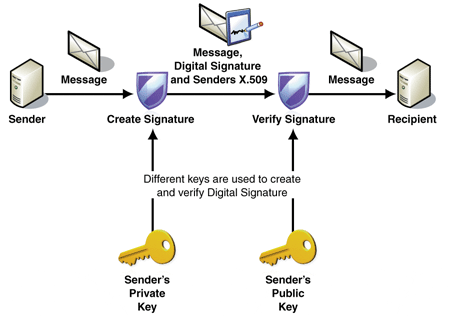 Message,
Digital Signature
and Senders X.509
Message
Message
Sender
Create Signature
Verify Signature
Recipient
Different keys are used to create
and verify Digital Signature
Sender's
Private
Key
Sender's
Public
Key